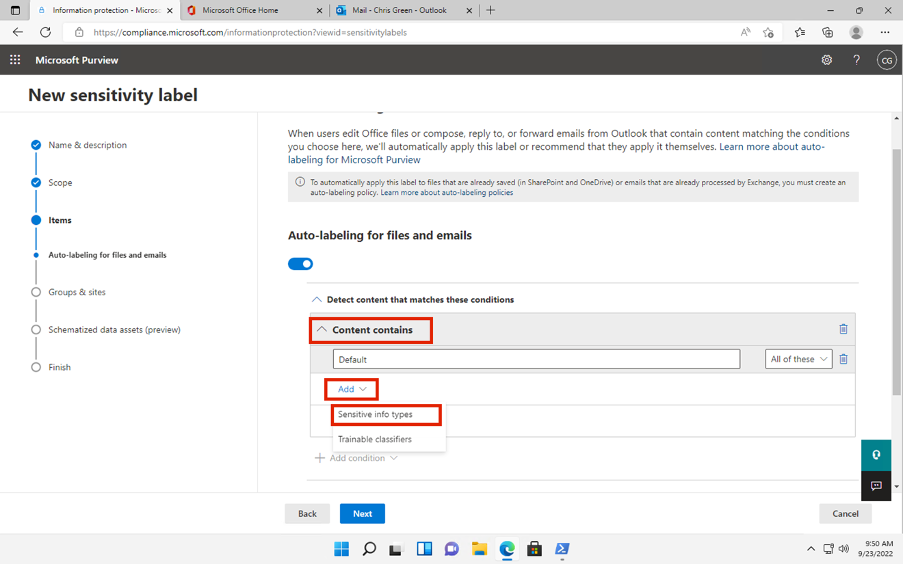 Information protection - Micros
Microsoft Office Home
Mail - Chris Green - Outlook
https://compliance.microsoft.com/informationprotection?viewid=sensitivitylabels
Microsoft Purview
CG
New sensitivity label
Name & description
Scope
Items
Auto-labeling for files and emails
Groups & sites
Schematized data assets (preview)
Finish
When users edit Office files or compose, reply to, or forward emails from Outlook that contain content matching the conditions
you choose here, we'll automatically apply this label or recommend that they apply it themselves. Learn more about auto-
labeling for Microsoft Purview
To automatically apply this label to files that are already saved (in SharePoint and OneDrive) or emails that are already processed by Exchange, you must create an
auto-labeling policy. Learn more about auto-labeling policies
Auto-labeling for files and emails
Detect content that matches these conditions
Content contains
Default
All of these
Add
Sensitive info types
Trainable classifiers
Add condition
Back
Next
Cancel
9:50 AM
9/23/2022